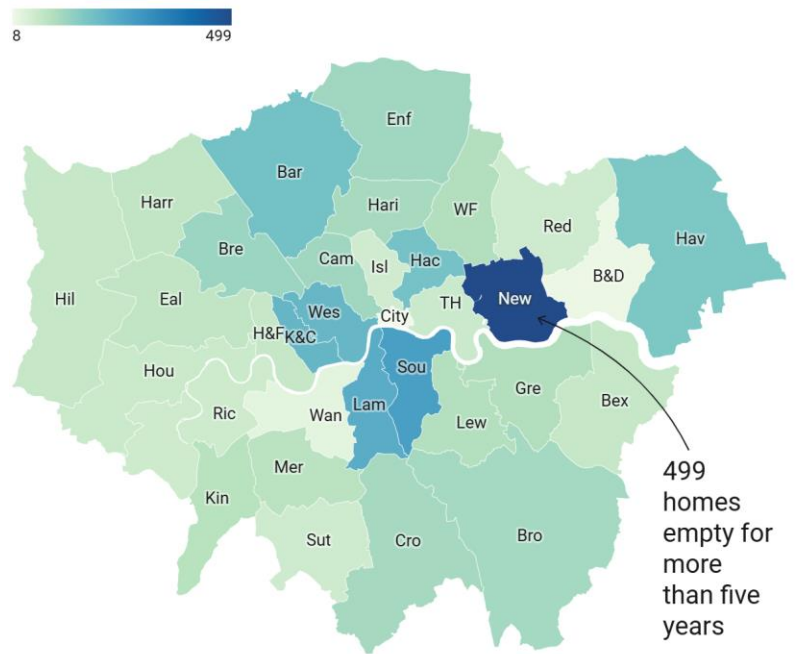 8
499
Enf
Bar
Harr
Hari
WF
Red
Bre
Hav
Cam
Isl
Hac
B&D
Hil
Eal
Wes
TH
New
City
H&F
K&C
Hou
Sou
Gre
Ric
Wan
Lam
Lew
Bex
Mer
Kin
Sut
Cro
Bro
499
homes
empty for
more
than five
years